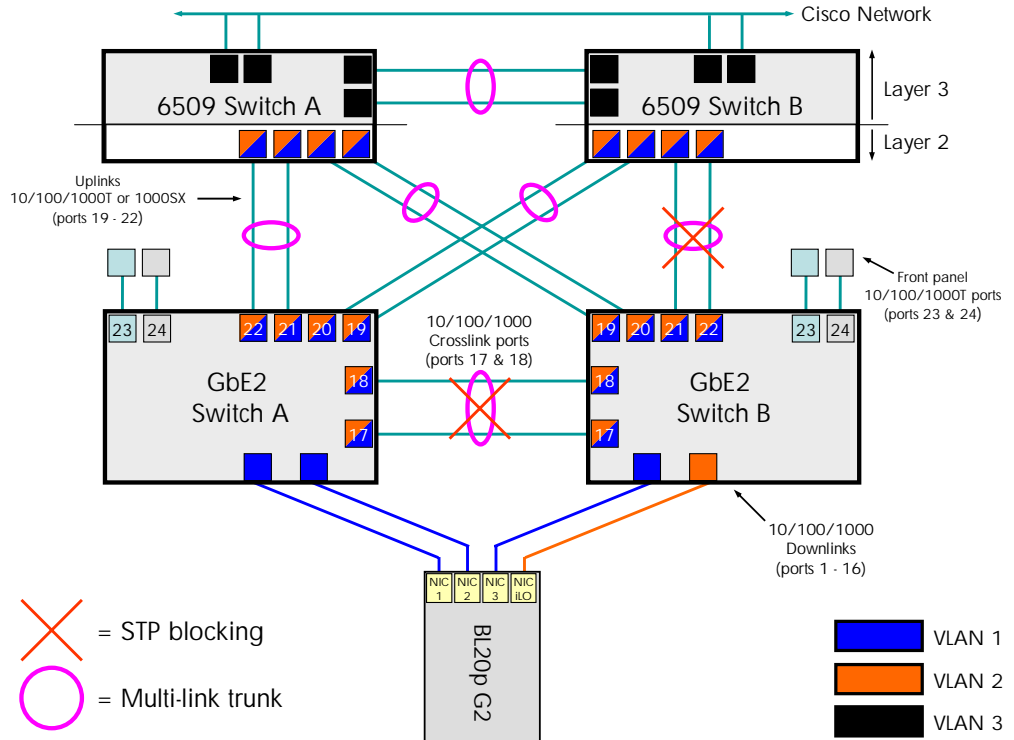 Cisco Network
6509 Switch A
6509 Switch B
Layer 3
Layer 2
Uplinks
10/100/1000T or 1000SX
(ports 19 - 22)
Front panel
10/100/1000T ports
(ports 23 & 24)
23
24
22
21
20
19
10/100/1000
Crosslink ports
(ports 17 & 18)
19
20
21
22
23
24
18
18
GbE2
Switch A
GbE2
Switch B
17
17
10/100/1000
Downlinks
(ports 1 - 16)
NIC
1
NIC
2
NIC
3
NIC
iLO
BL20p G2
= STP blocking
= Multi-link trunk
VLAN 1
VLAN 2
VLAN 3